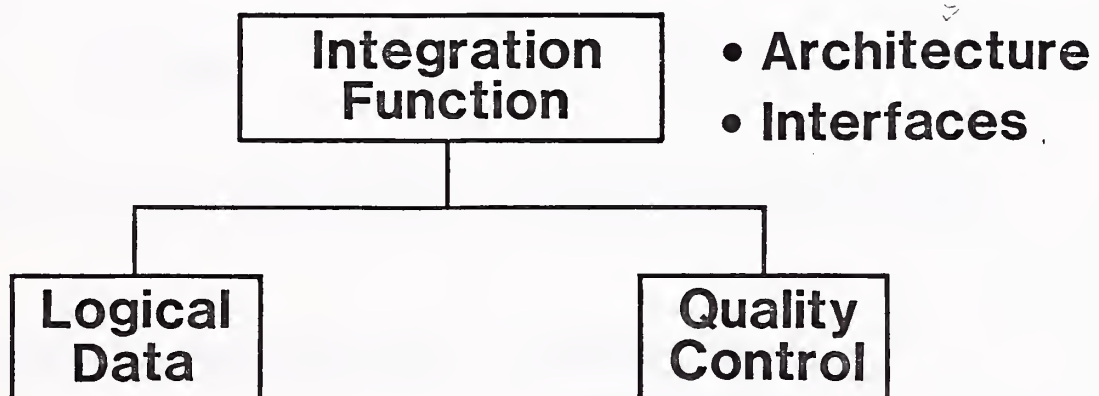 Integration
Function
• Architecture
• Interfaces
Logical
Data
Quality
Control